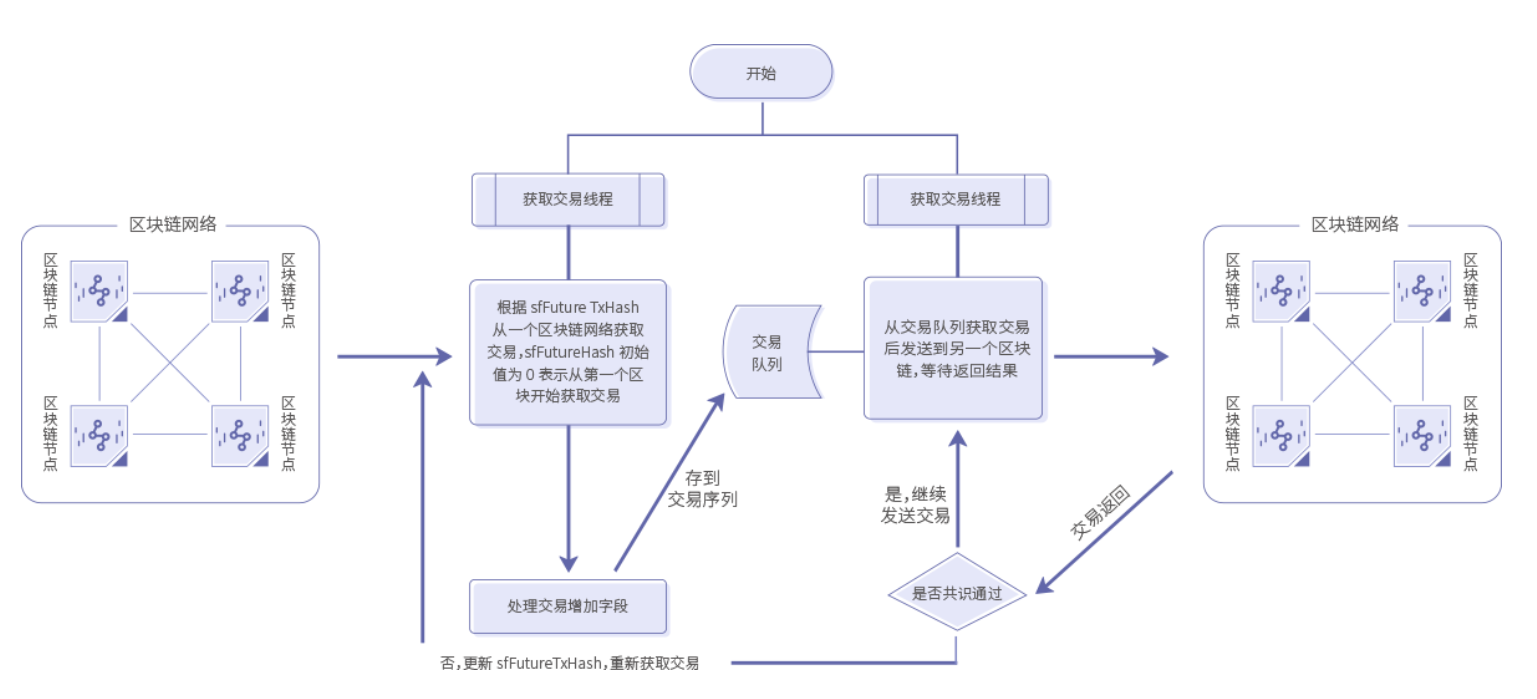 开始
获取交易线程
获取交易线程
区块链网络
区块链节点
区块链节点
区块链节点
区块链节点
根据 sfFuture TxHash
从一个区块链网络获取
交易,sfFutureHash 初始
值为 0 表示从第一个区
块开始获取交易
交易
队列
从交易队列获取交易
后发送到另一个区块
链,等待返回结果
区块链网络
区块链节点
区块链节点
区块链节点
区块链节点
存到
交易序列
是,继续
发送交易
交易返回
处理交易增加字段
是否共识通过
否,更新 sfFutureTxHash,重新获取交易